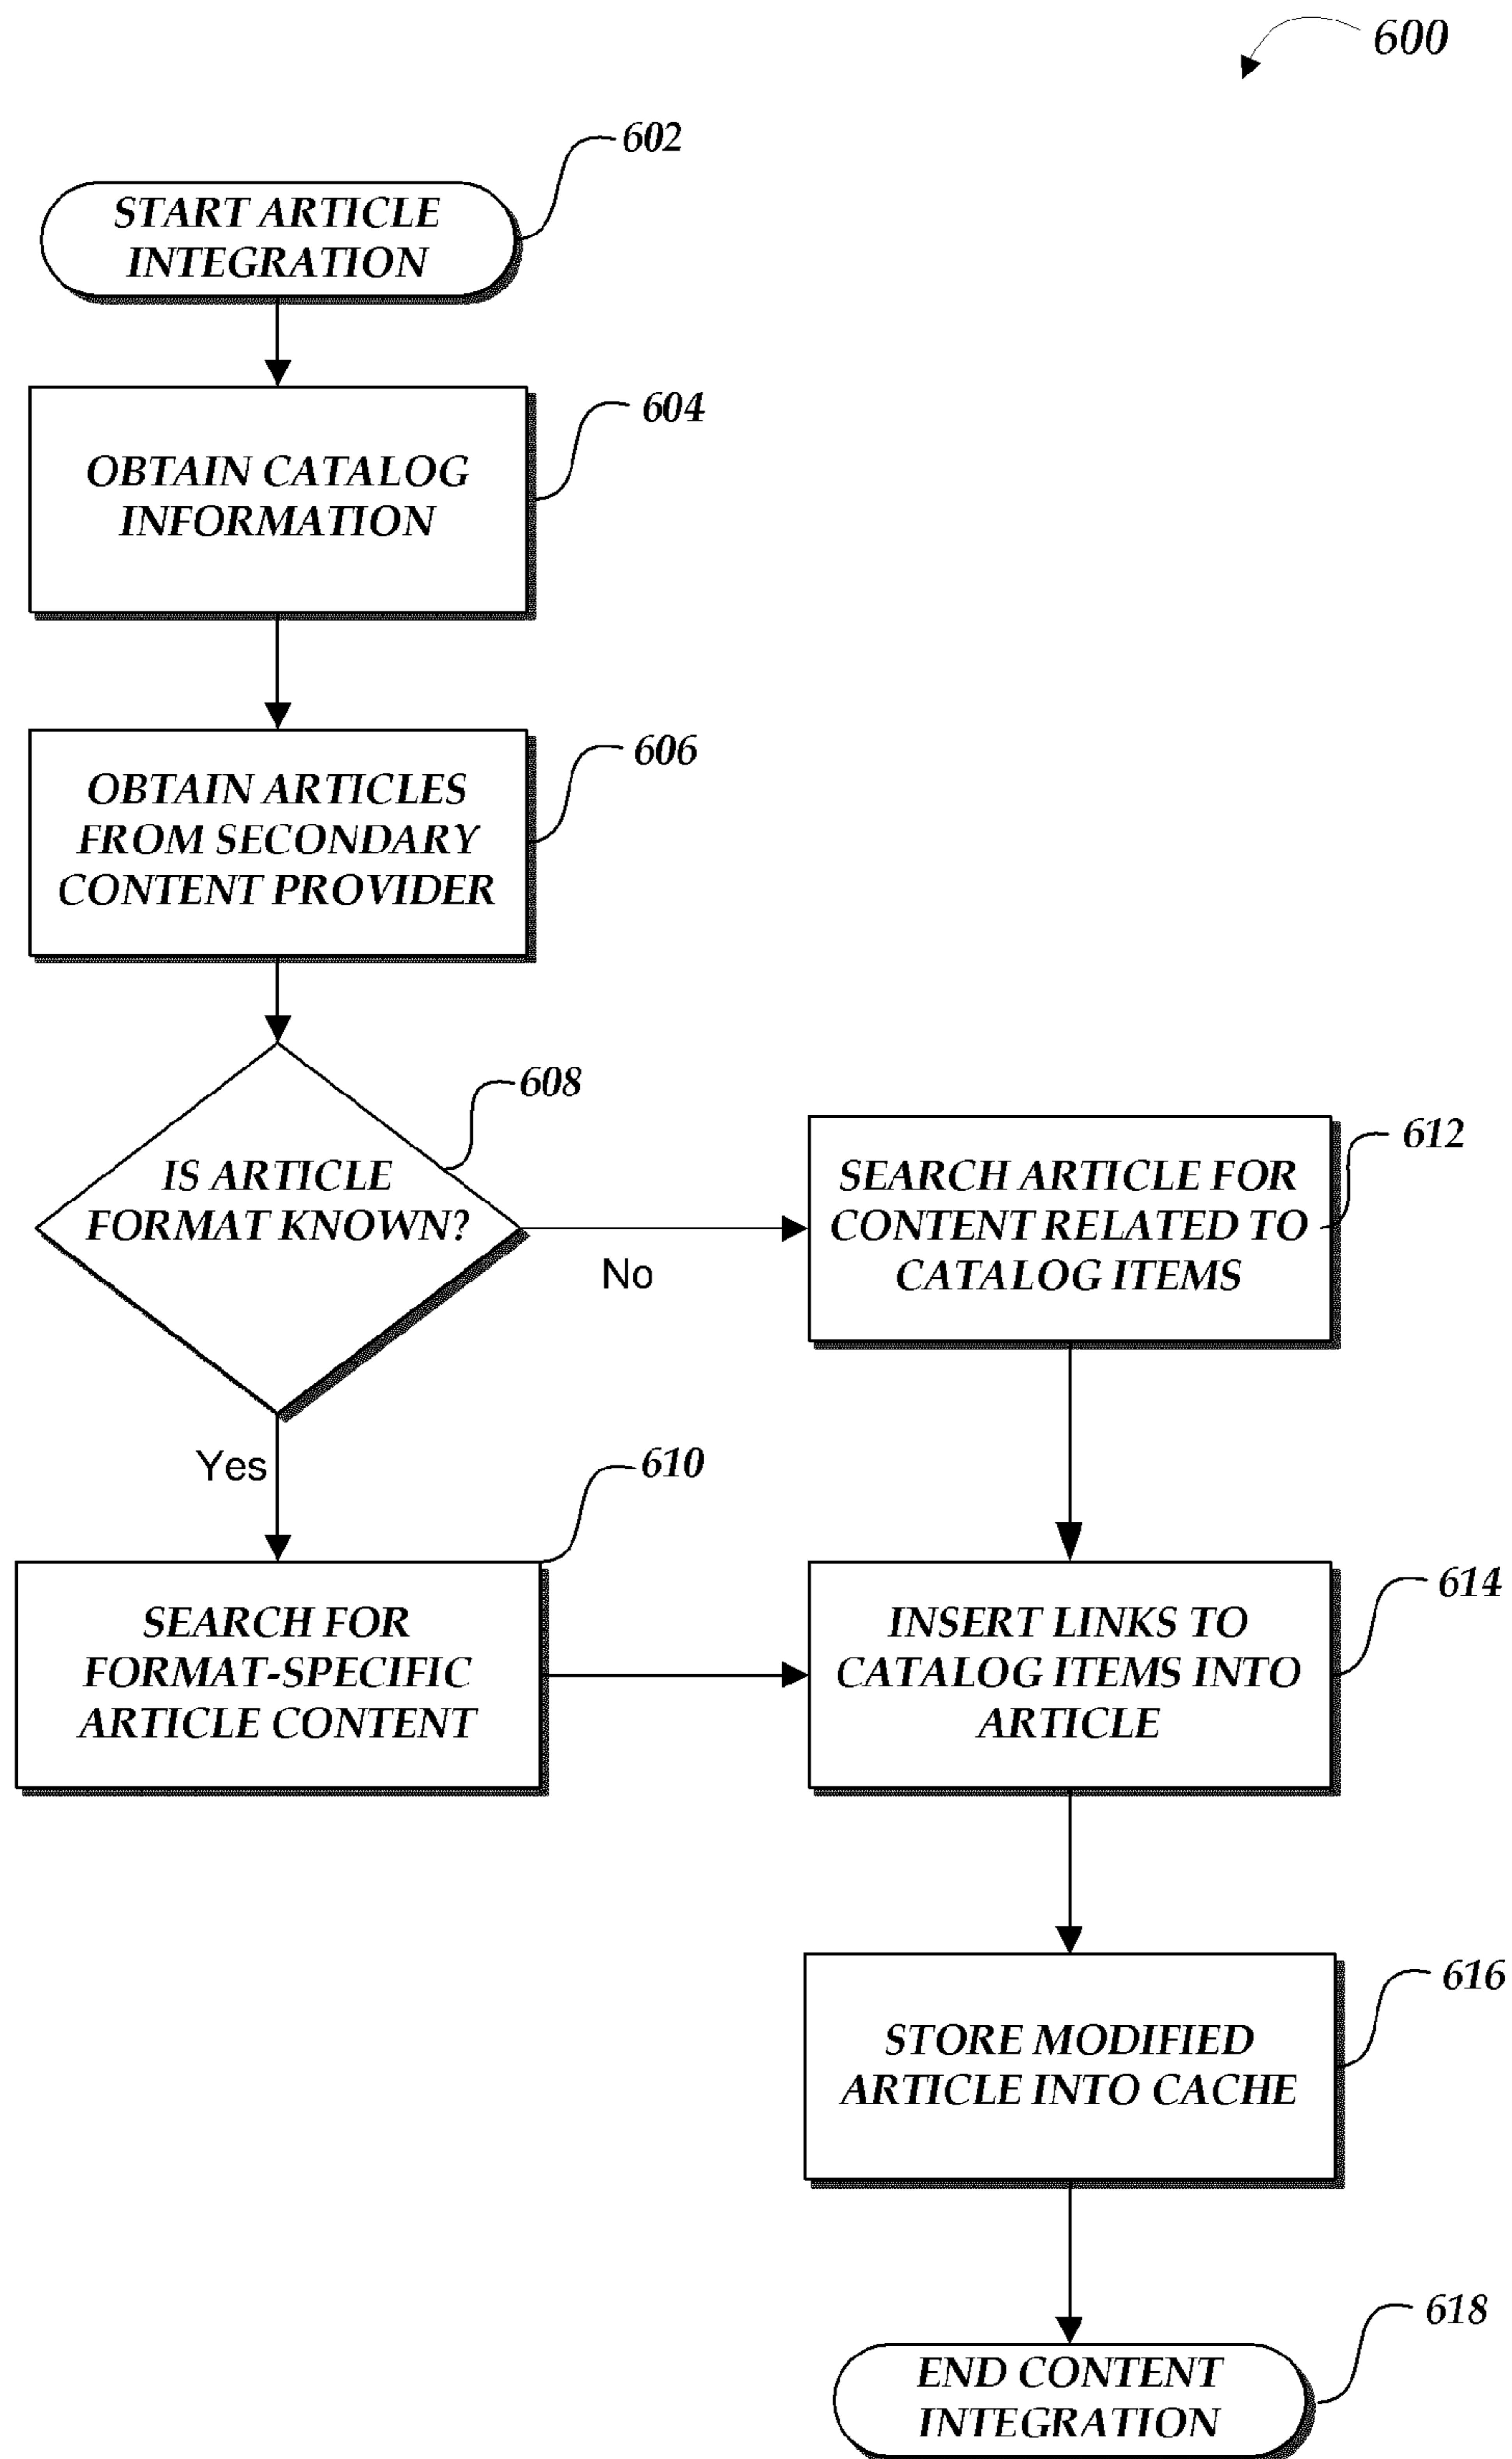 600
602
START ARTICLE
INTEGRATION
604
OBTAIN CATALOG
INFORMATION
606
OBTAIN ARTICLES
FROM SECONDARY
CONTENT PROVIDER
608
IS ARTICLE
FORMAT KNOWN?
No
612
SEARCH ARTICLE FOR
CONTENT RELATED TO
CATALOG ITEMS
Yes
610
SEARCH FOR
FORMAT-SPECIFIC
ARTICLE CONTENT
614
INSERT LINKS TO
CATALOG ITEMS INTO
ARTICLE
616
STORE MODIFIED
ARTICLE INTO CACHE
618
END CONTENT
INTEGRATION